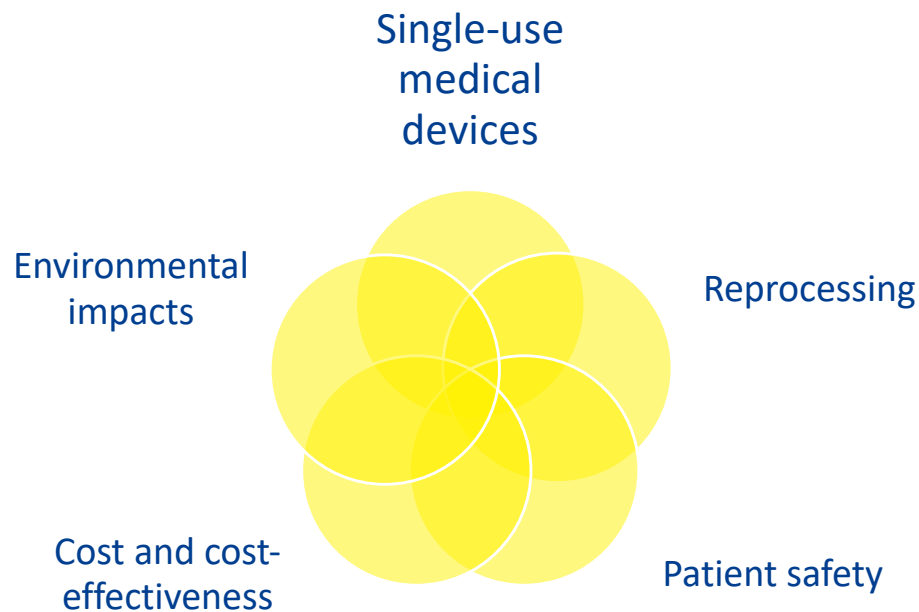 Single-use
medical
devices
Environmental
impacts
Reprocessing
Cost and cost-
effectiveness
Patient safety